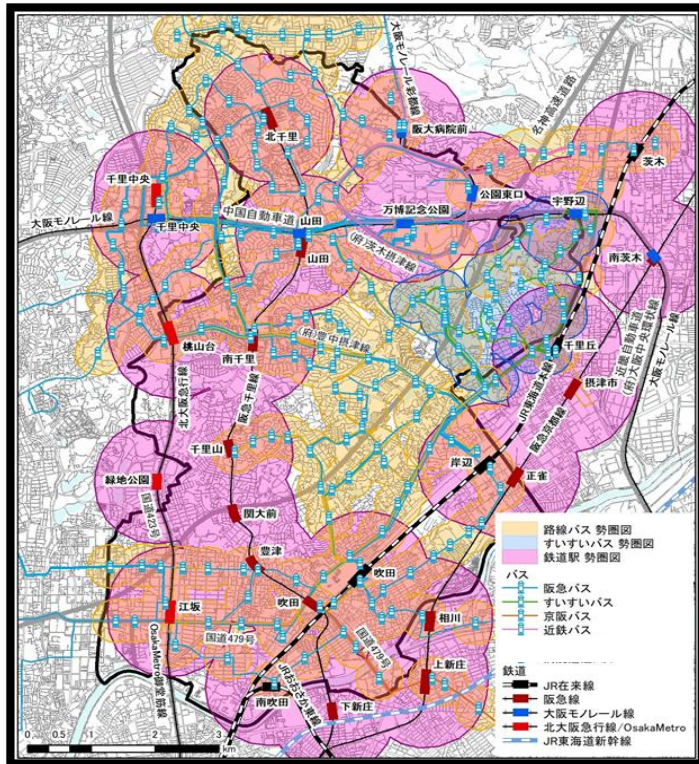 大阪モノレール彩都線
名神高速道路
北千里
阪大病院前
茨木
千里中央
公園東口
宇野辺
大阪モノレール線
千里中央
中国自動車道
山田
万博記念公園
山田
(府)茨木摂津線
南茨木
桃山台
南千里
(府)豊中摂津線
千里丘
近畿自動車道
(府)大阪中央環状線
大阪モノレール線
北大阪急行線
阪急千里線
JR東海道本線
阪急京都線
摂津市
千里山
岸辺
正雀
緑地公園
国道423号
関大前
豊津
吹田
江坂
吹田
相川
国道479号
国道479号
上新庄
OsakaMetro御堂筋線
南吹田
JRおおさか東線
下新庄
0 0.5 1 2 3
km
路線バス 勢圏図
すいすいバス 勢圏図
鉄道駅 勢圏図
バス
阪急バス
すいすいバス
京阪バス
近鉄バス
鉄道
JR在来線
阪急線
大阪モノレール線
北大阪急行線/OsakaMetro
JR東海道新幹線